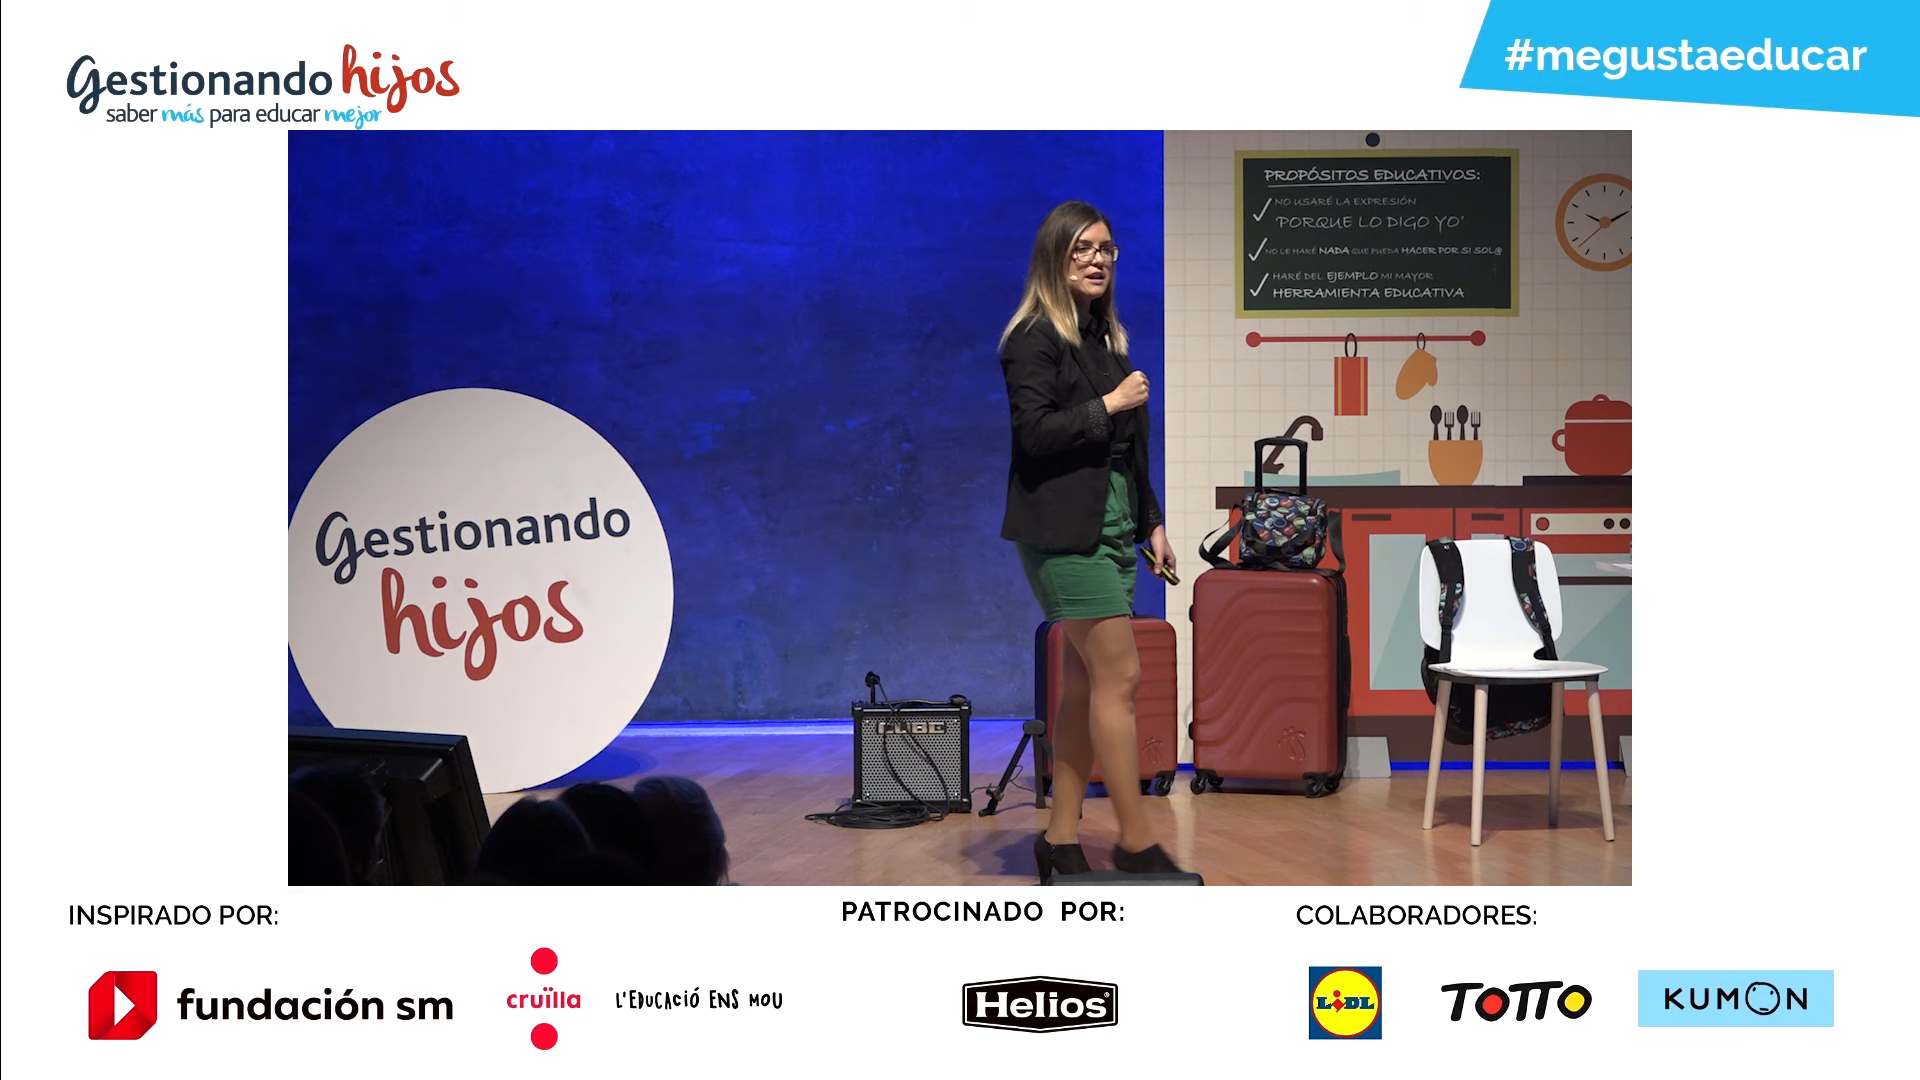 Gestionando hijos
saber más para educar mejor
#megustaeducar
PROPÓSITOS EDUCATIVOS:
NO USARÉ LA EXPRESIÓN
'PORQUE LO DIGO YO'
NO LE HARÉ NADA QUE PUEDA HACER POR SI SOL@
HARÉ DEL EJEMPLO MI MAYOR
HERRAMIENTA EDUCATIVA
Gestionando
hijos
CUBE
INSPIRADO POR:
PATROCINADO POR:
COLABORADORES:
fundación sm
cruïlla
L'EDUCACIÓ ENS MOU
Helios
LIDL
TOTTO
KUMON